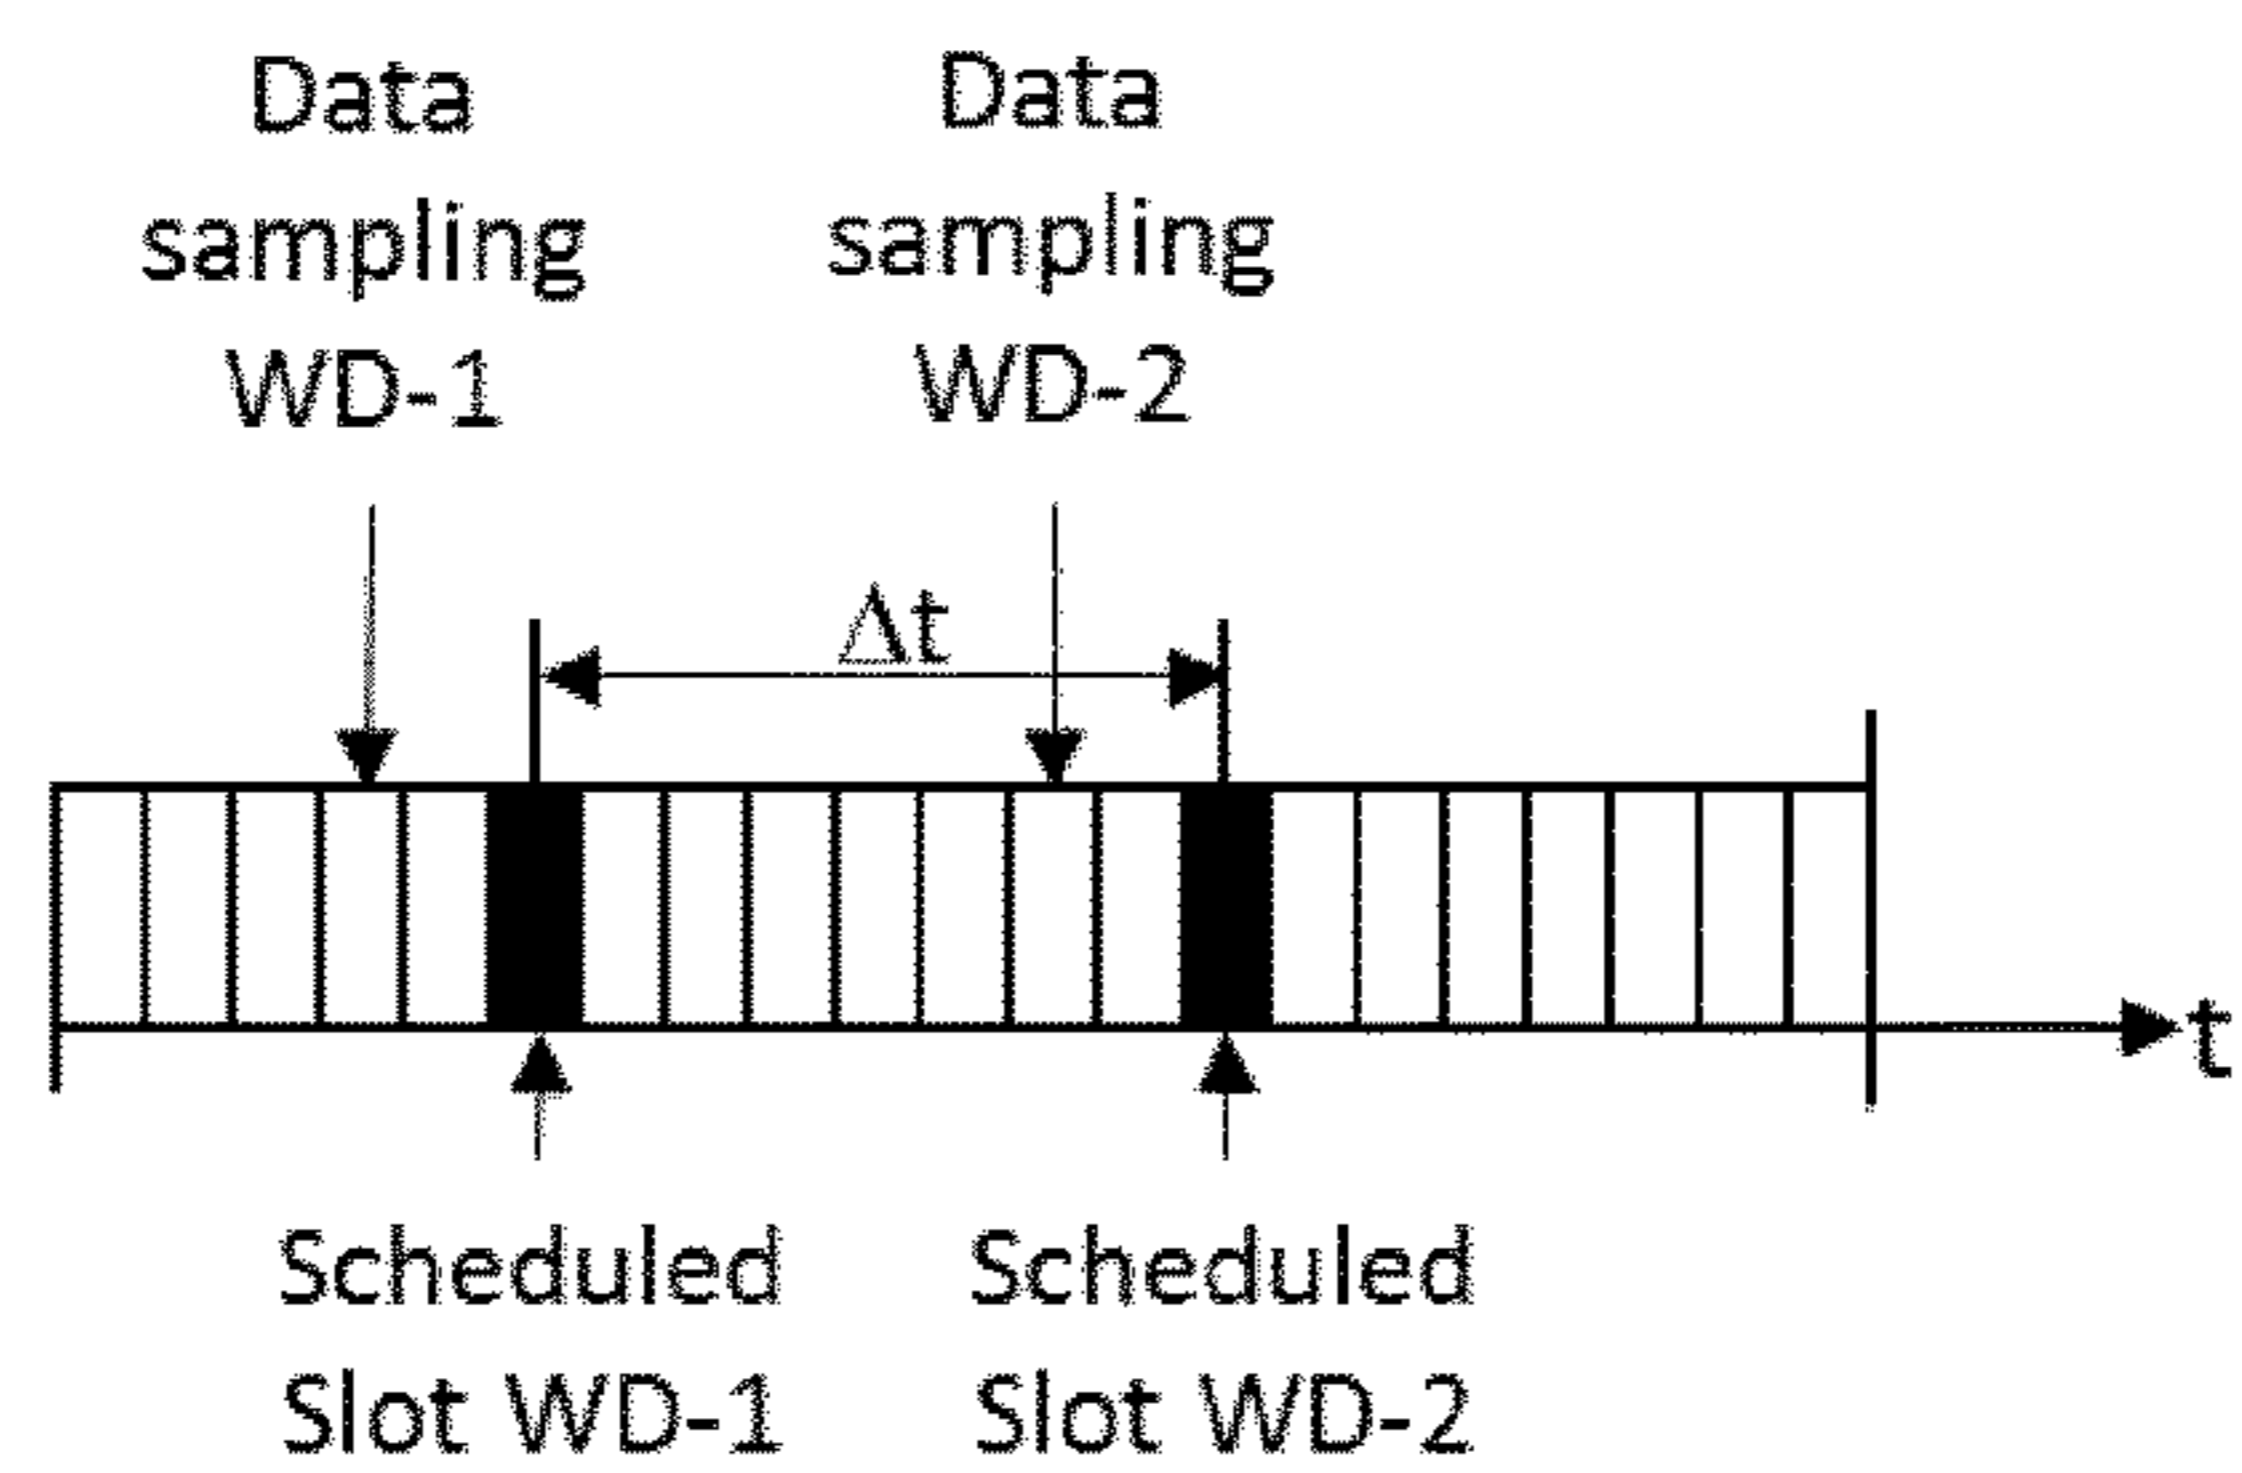 Data
sampling
WD-1
Data
sampling
WD-2
Δt
t
Scheduled
Slot WD-1
Scheduled
Slot WD-2